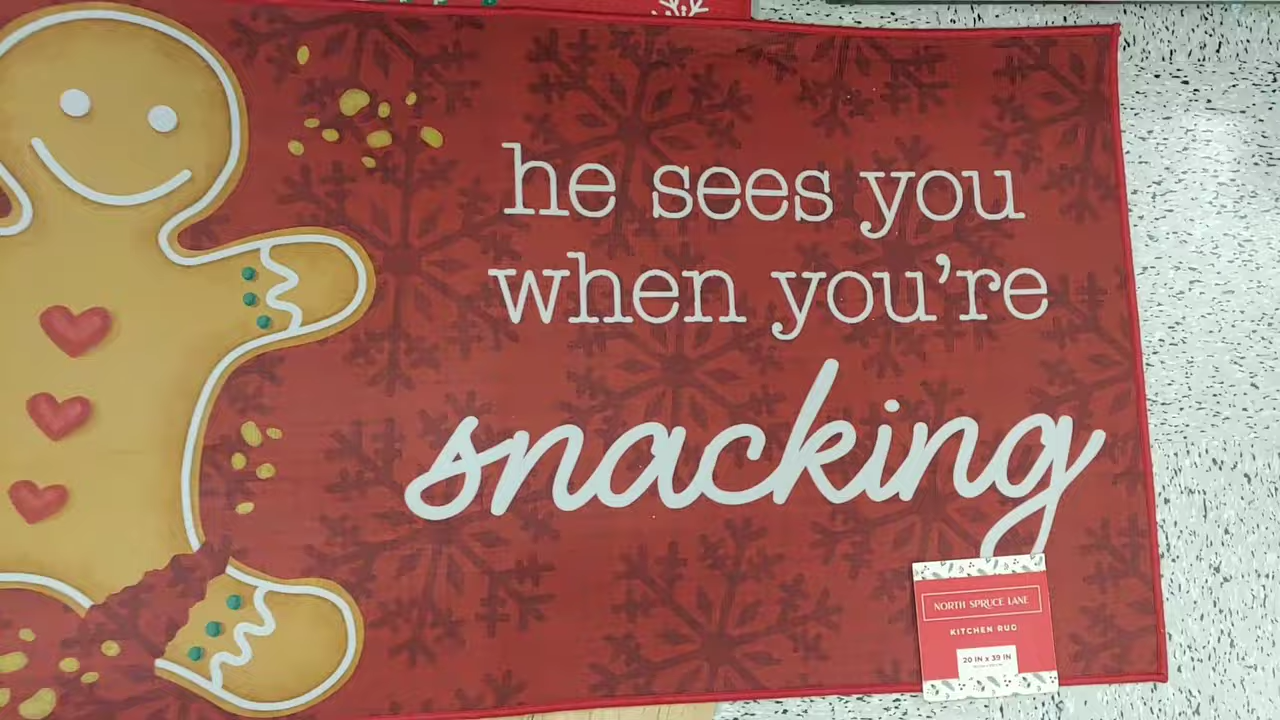 he sees you
when you're
snacking
NORTH SPRUCE LANE
KITCHEN RUG
20 IN x 39 IN